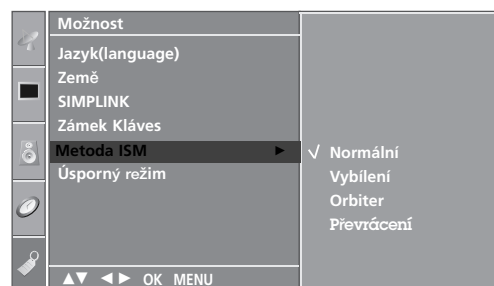 Možnost
Jazyk(language)
Země
SIMPLINK
Zámek Kláves
Metoda ISM ►
Úsporný režim
√ Normální
Vybílení
Orbiter
Převrácení
▲▼ ◄► OK MENU